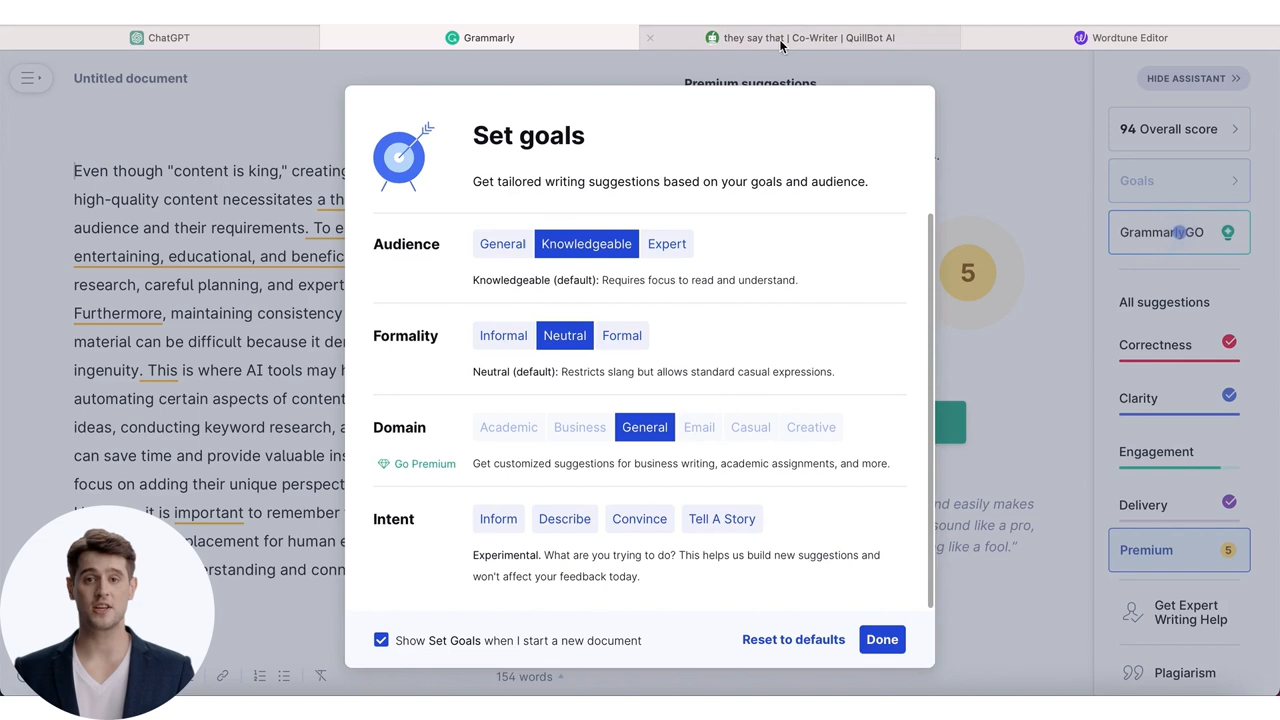 ChatGPT
Grammarly
they say that | Co-Writer | QuillBot AI
Wordtune Editor
Untitled document
Premium suggestions
HIDE ASSISTANT
Even though "content is king," creating
high-quality content necessitates a th
audience and their requirements. To e
entertaining, educational, and benefic
research, careful planning, and expert
Furthermore, maintaining consistency
material can be difficult because it de
ingenuity. This is where AI tools may h
automating certain aspects of content
ideas, conducting keyword research, a
can save time and provide valuable ins
focus on adding their unique perspect
it is important to remember
placement for human e
rstanding and conn
Set goals
Get tailored writing suggestions based on your goals and audience.
Audience
General Knowledgeable Expert
Knowledgeable (default): Requires focus to read and understand.
Formality
Informal Neutral Formal
Neutral (default): Restricts slang but allows standard casual expressions.
Domain
Academic Business General Email Casual Creative
Go Premium
Get customized suggestions for business writing, academic assignments, and more.
Intent
Inform Describe Convince Tell A Story
Experimental. What are you trying to do? This helps us build new suggestions and
won't affect your feedback today.
Show Set Goals when I start a new document
Reset to defaults
Done
154 words
5
nd easily makes
sound like a pro,
ng like a fool.”
94 Overall score
Goals
GrammarlyGO
All suggestions
Correctness
Clarity
Engagement
Delivery
Premium 5
Get Expert
Writing Help
Plagiarism